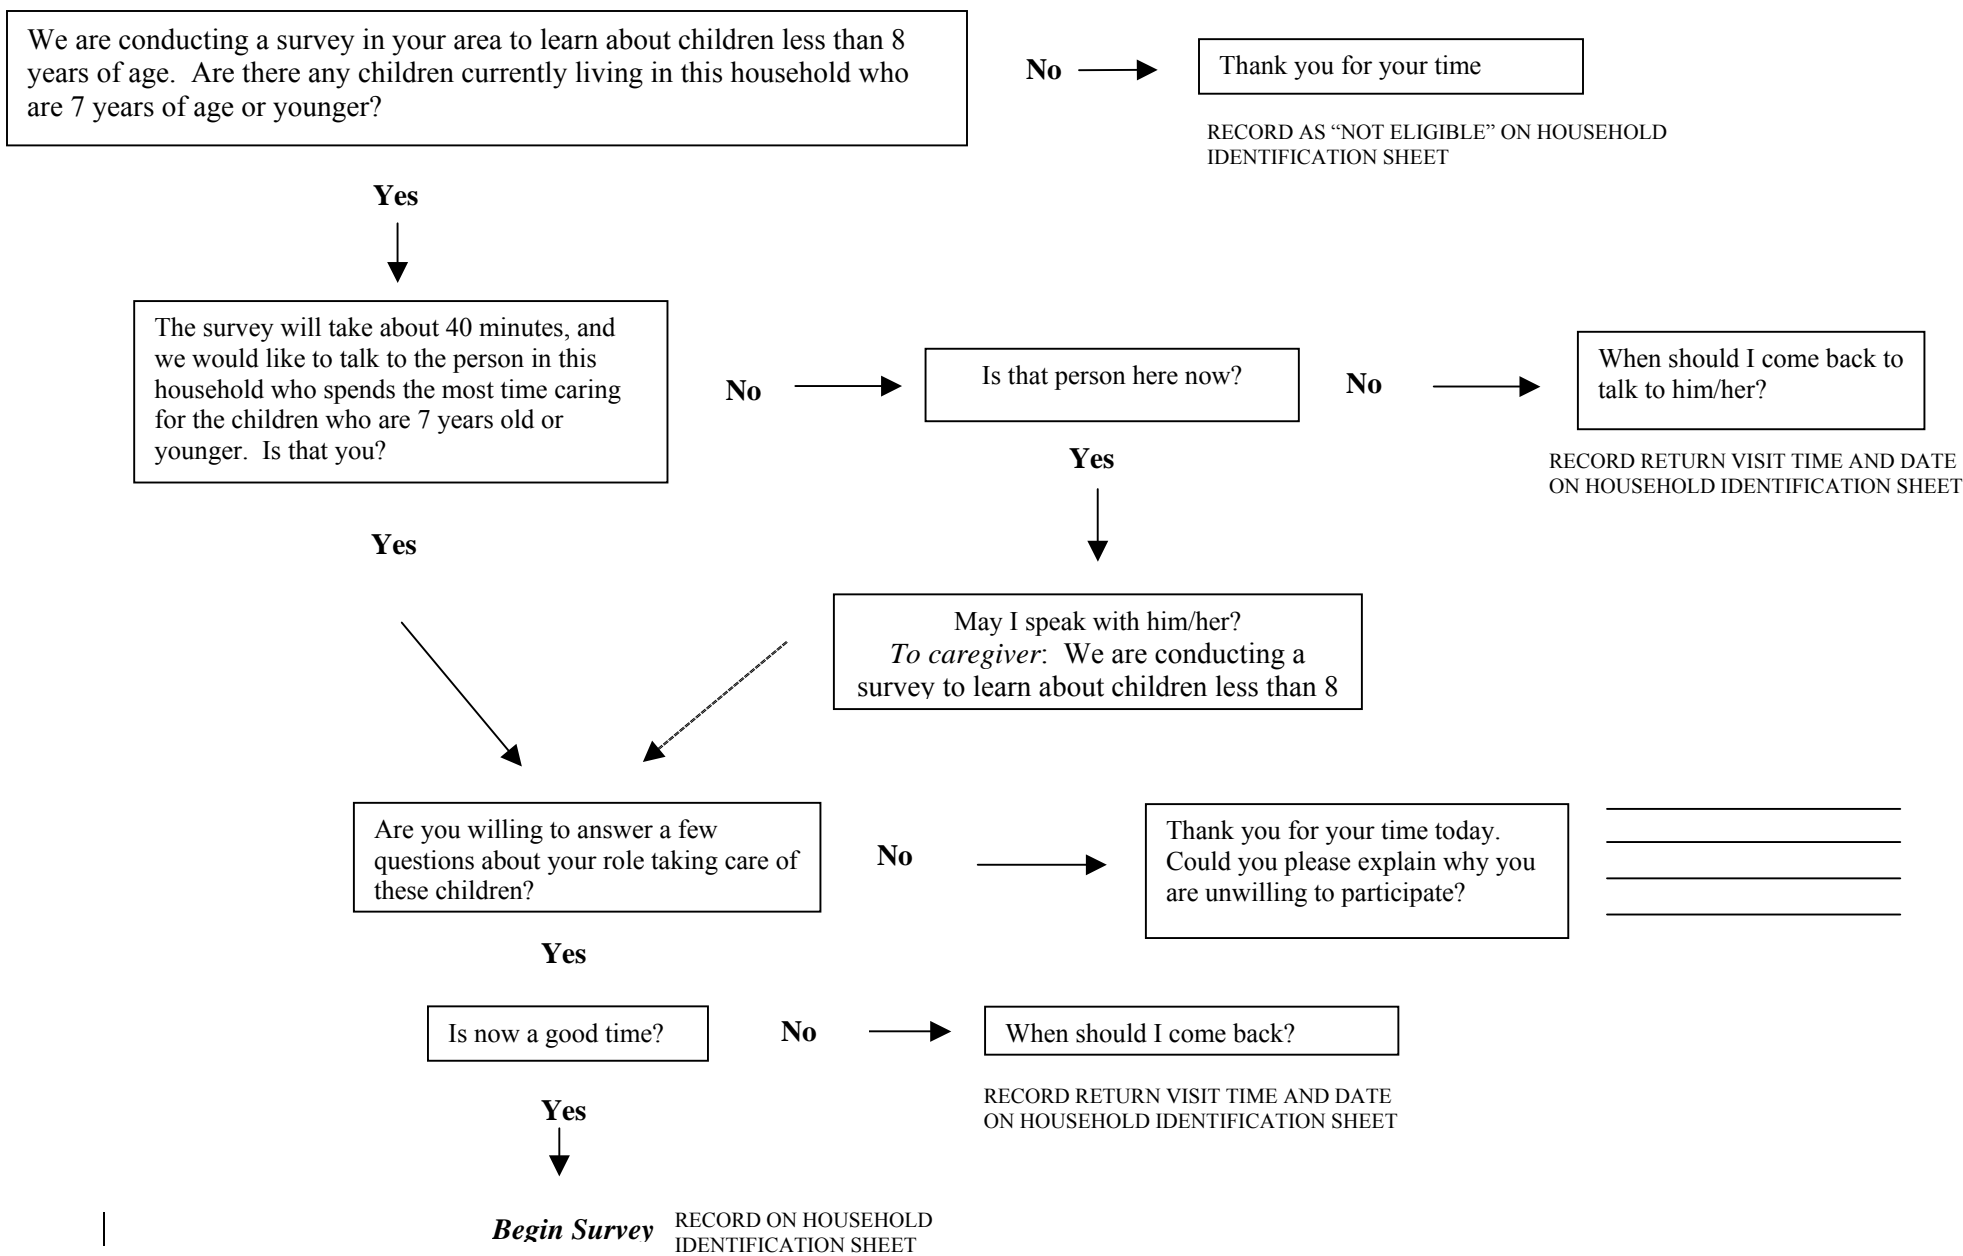 We are conducting a survey in your area to learn about children less than 8
years of age.  Are there any children currently living in this household who
are 7 years of age or younger?
No
Thank you for your time
RECORD AS “NOT ELIGIBLE” ON HOUSEHOLD
IDENTIFICATION SHEET
Yes
The survey will take about 40 minutes, and
we would like to talk to the person in this
household who spends the most time caring
for the children who are 7 years old or
younger.  Is that you?
No
Is that person here now?
No
When should I come back to
talk to him/her?
RECORD RETURN VISIT TIME AND DATE
ON HOUSEHOLD IDENTIFICATION SHEET
Yes
Yes
May I speak with him/her?
To caregiver:  We are conducting a
survey to learn about children less than 8
Are you willing to answer a few
questions about your role taking care of
these children?
No
Thank you for your time today.
Could you please explain why you
are unwilling to participate?
Yes
Is now a good time?
No
When should I come back?
RECORD RETURN VISIT TIME AND DATE
ON HOUSEHOLD IDENTIFICATION SHEET
Yes
Begin Survey
RECORD ON HOUSEHOLD
IDENTIFICATION SHEET